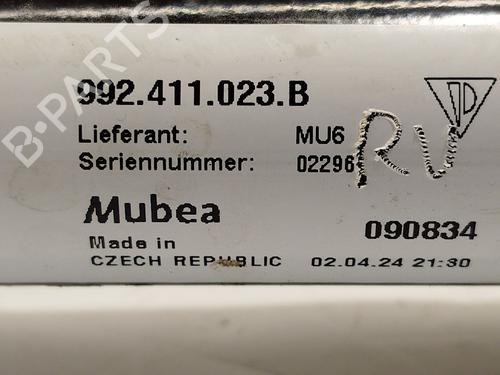 992.411.023.B
Lieferant: MU6
Seriennummer: 02296
RV
Mubea 090834
Made in
CZECH REPUBLIC 02.04.24 21:30
B-PARTS